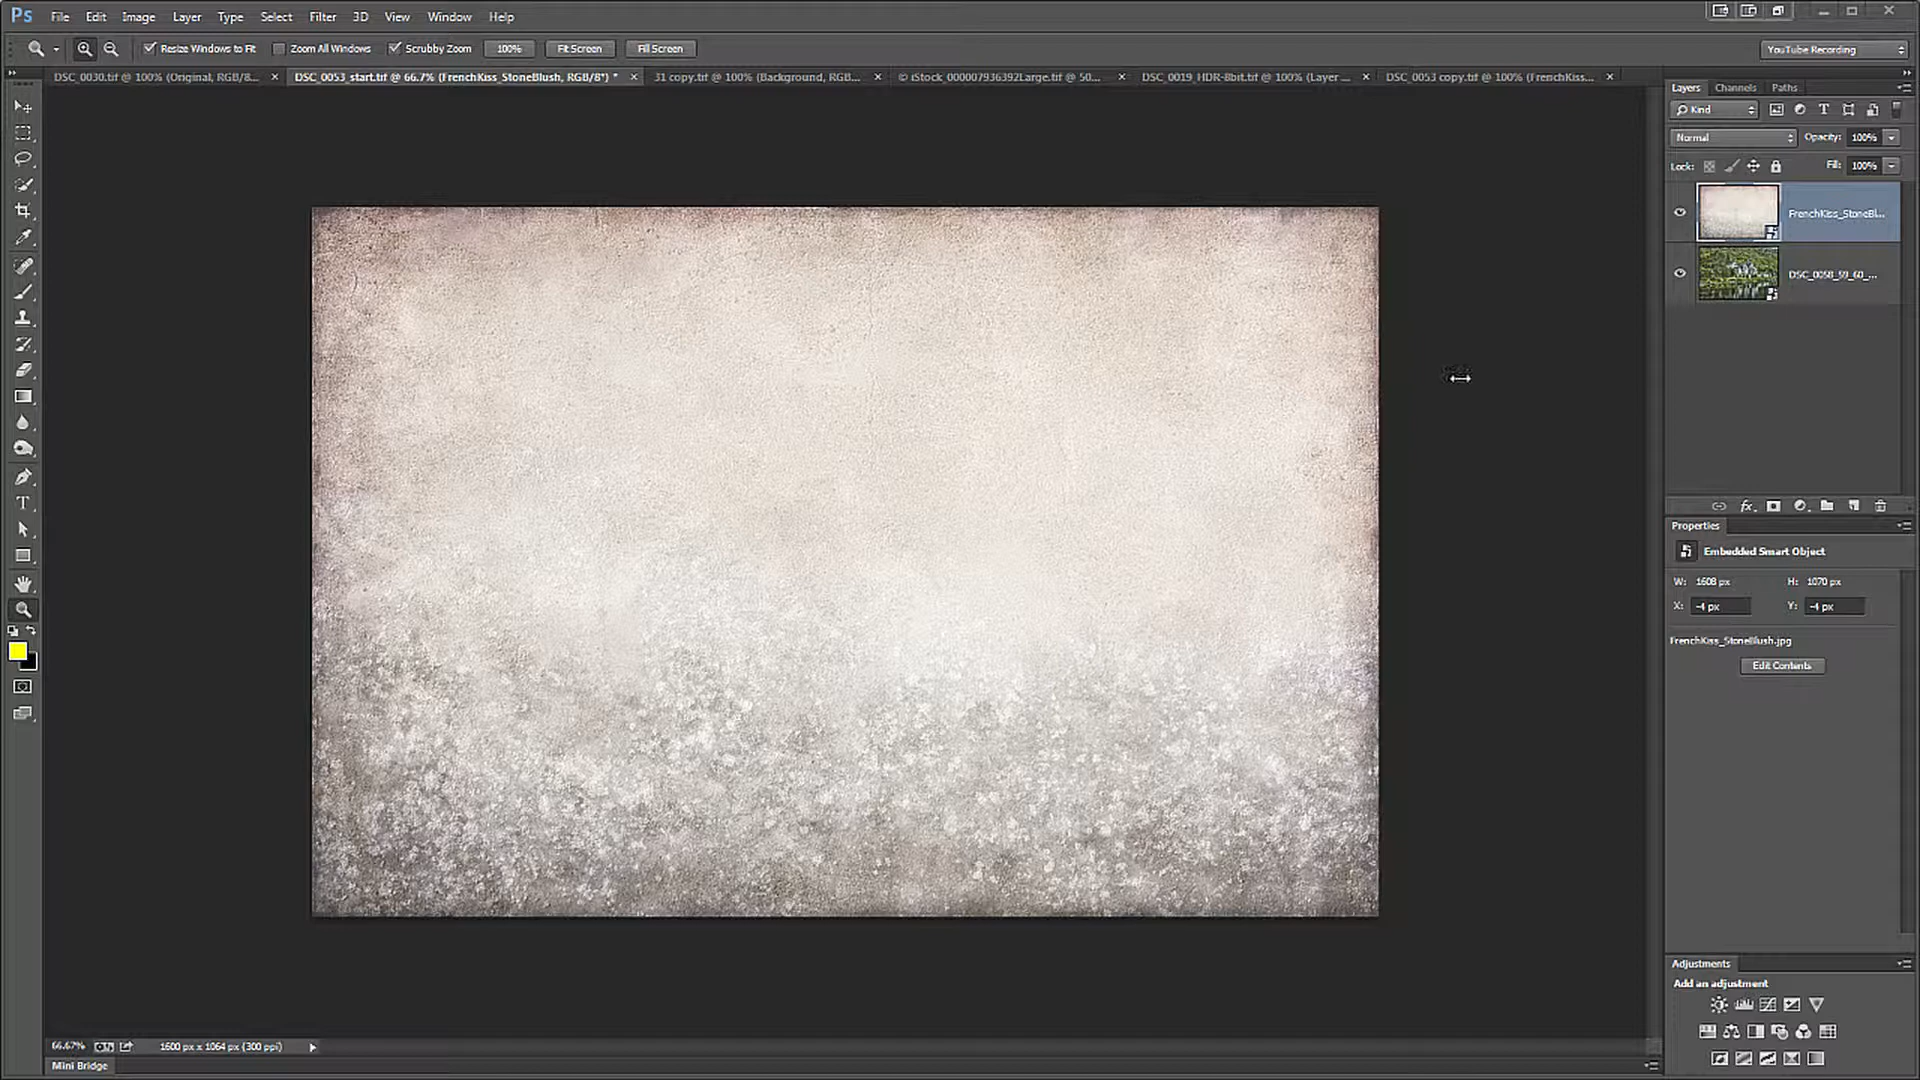 Ps File Edit Image Layer Type Select Filter 3D View Window Help
Resize Windows to Fit Zoom All Windows Scrubby Zoom 100% Fit Screen Fill Screen YouTube Recording
DSC_0030.tif @ 100% (Original, RGB/8... DSC_0053_start.tif @ 66.7% (FrenchKiss_StoneBlush, RGB/8*) * 31 copy.tif @ 100% (Background, RGB... © iStock_000007936392Large.tif @ 50... DSC_0019_HDR-8bit.tif @ 100% (Layer ... DSC_0053 copy.tif @ 100% (FrenchKiss...
Layers Channels Paths
Kind
Normal Opacity: 100%
Lock: Fill: 100%
FrenchKiss_StoneBl...
DSC_0058_59_60_...
Properties
Embedded Smart Object
W: 1608 px H: 1070 px
X: -4 px Y: -4 px
FrenchKiss_StoneBlush.jpg
Edit Contents
Adjustments
Add an adjustment
66.67% 1600 px x 1064 px (300 ppi)
Mini Bridge